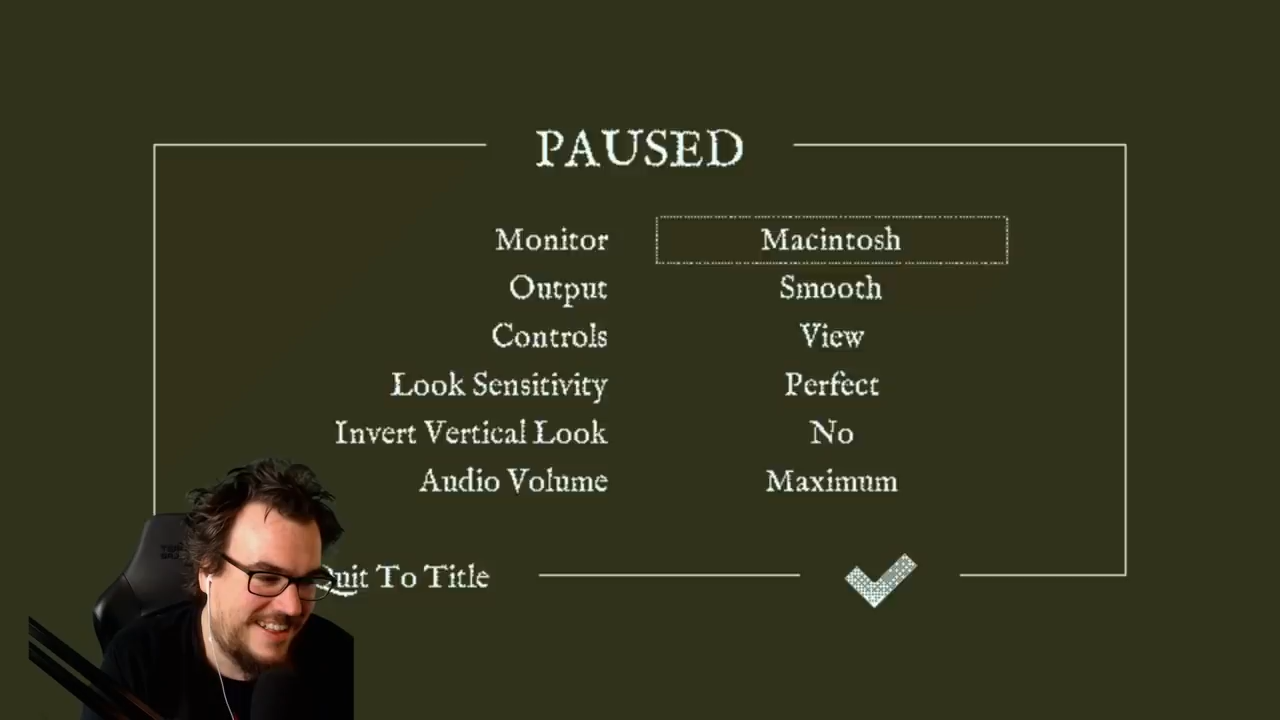 PAUSED
Monitor Macintosh
Output Smooth
Controls View
Look Sensitivity Perfect
Invert Vertical Look No
Audio Volume Maximum
Quit To Title